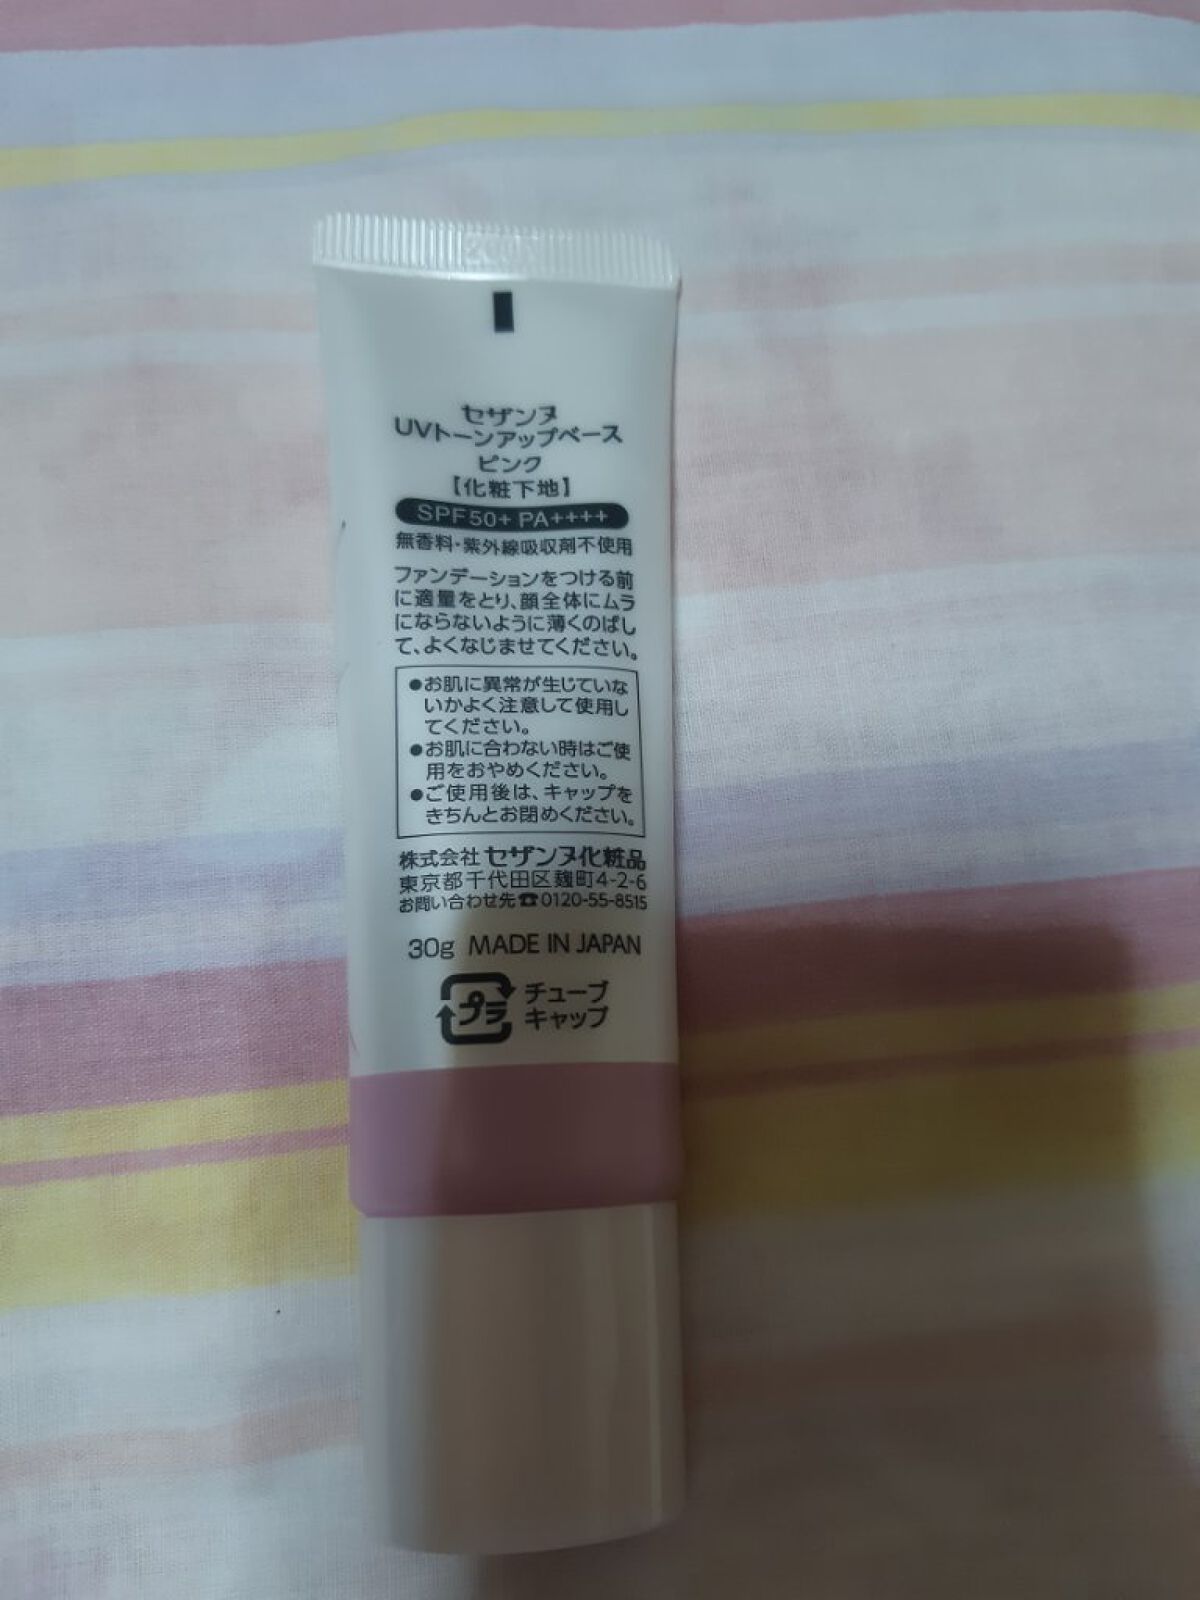 セザンヌ
UVトーンアップベース
ピンク
【化粧下地】
SPF50+ PA++++
無香料・紫外線吸収剤不使用
ファンデーションをつける前
に適量をとり、顔全体にムラ
にならないように薄くのばし
て、よくなじませてください。
●お肌に異常が生じていな
いかよく注意して使用し
てください。
●お肌に合わない時はご使
用をおやめください。
●ご使用後は、キャップを
きちんとお閉めください。
株式会社 セザンヌ化粧品
東京都千代田区麹町4-2-6
お問い合わせ先☎0120-55-8515
30g MADE IN JAPAN
プラ
チューブ
キャップ